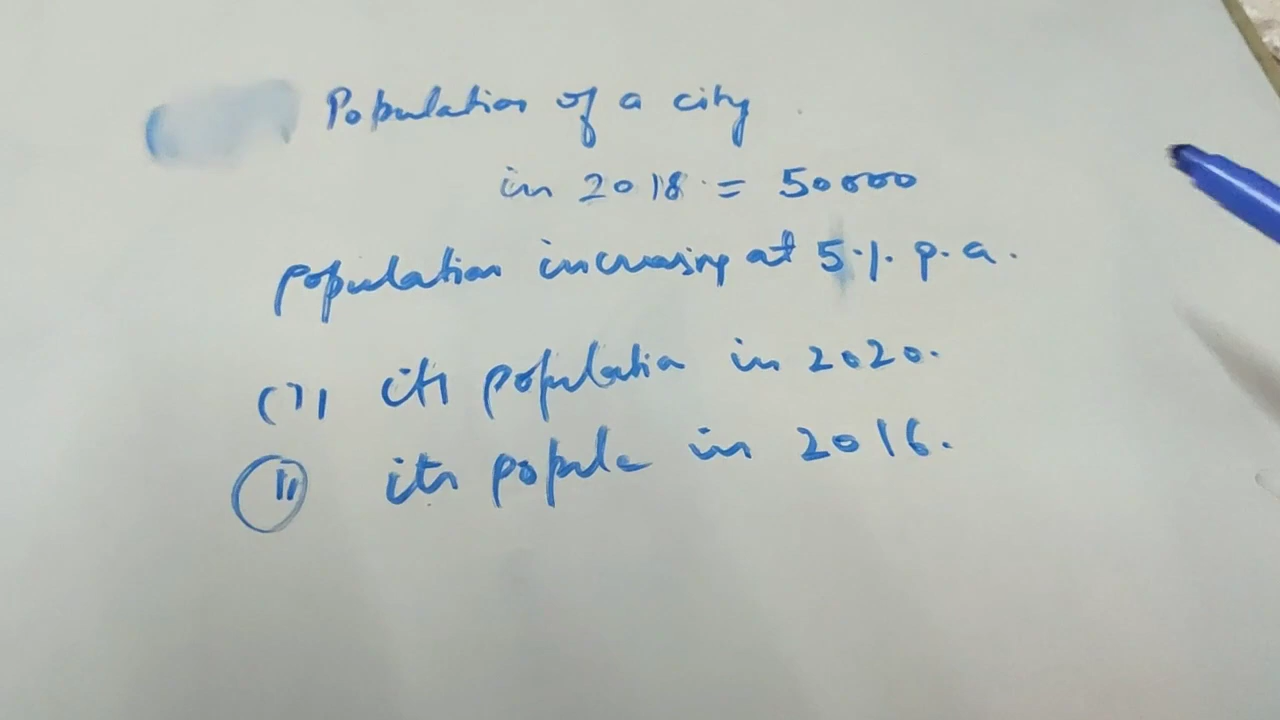 Population of a city
in 2018 = 50000
population increasing at 5% p.a.
(i) its population in 2020.
(ii) its popula in 2016.